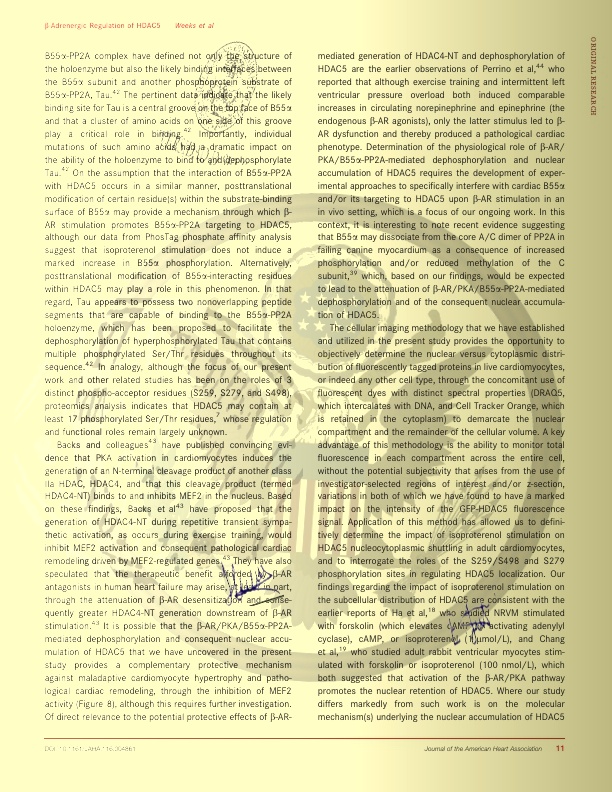 β-Adrenergic Regulation of HDAC5 Weeks et al
B55α-PP2A complex have defined not only the structure of
the holoenzyme but also the likely binding interfaces between
the B55α subunit and another phosphoprotein substrate of
B55α-PP2A, Tau.42 The pertinent data indicate that the likely
binding site for Tau is a central groove on the top face of B55α
and that a cluster of amino acids on one side of this groove
play a critical role in binding.42 Importantly, individual
mutations of such amino acids had a dramatic impact on
the ability of the holoenzyme to bind to and dephosphorylate
Tau.42 On the assumption that the interaction of B55α-PP2A
with HDAC5 occurs in a similar manner, posttranslational
modification of certain residue(s) within the substrate-binding
surface of B55α may provide a mechanism through which β-
AR stimulation promotes B55α-PP2A targeting to HDAC5,
although our data from PhosTag phosphate affinity analysis
suggest that isoproterenol stimulation does not induce a
marked increase in B55α phosphorylation. Alternatively,
posttranslational modification of B55α-interacting residues
within HDAC5 may play a role in this phenomenon. In that
regard, Tau appears to possess two nonoverlapping peptide
segments that are capable of binding to the B55α-PP2A
holoenzyme, which has been proposed to facilitate the
dephosphorylation of hyperphosphorylated Tau that contains
multiple phosphorylated Ser/Thr residues throughout its
sequence.42 In analogy, although the focus of our present
work and other related studies has been on the roles of 3
distinct phospho-acceptor residues (S259, S279, and S498),
proteomics analysis indicates that HDAC5 may contain at
least 17 phosphorylated Ser/Thr residues,7 whose regulation
and functional roles remain largely unknown.
Backs and colleagues43 have published convincing evi-
dence that PKA activation in cardiomyocytes induces the
generation of an N-terminal cleavage product of another class
IIa HDAC, HDAC4, and that this cleavage product (termed
HDAC4-NT) binds to and inhibits MEF2 in the nucleus. Based
on these findings, Backs et al43 have proposed that the
generation of HDAC4-NT during repetitive transient sympa-
thetic activation, as occurs during exercise training, would
inhibit MEF2 activation and consequent pathological cardiac
remodeling driven by MEF2-regulated genes.43 They have also
speculated that the therapeutic benefit afforded by β-AR
antagonists in human heart failure may arise, at least in part,
through the attenuation of β-AR desensitization and conse-
quently greater HDAC4-NT generation downstream of β-AR
stimulation.43 It is possible that the β-AR/PKA/B55α-PP2A-
mediated dephosphorylation and consequent nuclear accu-
mulation of HDAC5 that we have uncovered in the present
study provides a complementary protective mechanism
against maladaptive cardiomyocyte hypertrophy and patho-
logical cardiac remodeling, through the inhibition of MEF2
activity (Figure 8), although this requires further investigation.
Of direct relevance to the potential protective effects of β-AR-
mediated generation of HDAC4-NT and dephosphorylation of
HDAC5 are the earlier observations of Perrino et al,44 who
reported that although exercise training and intermittent left
ventricular pressure overload both induced comparable
increases in circulating norepinephrine and epinephrine (the
endogenous β-AR agonists), only the latter stimulus led to β-
AR dysfunction and thereby produced a pathological cardiac
phenotype. Determination of the physiological role of β-AR/
PKA/B55α-PP2A-mediated dephosphorylation and nuclear
accumulation of HDAC5 requires the development of exper-
imental approaches to specifically interfere with cardiac B55α
and/or its targeting to HDAC5 upon β-AR stimulation in an
in vivo setting, which is a focus of our ongoing work. In this
context, it is interesting to note recent evidence suggesting
that B55α may dissociate from the core A/C dimer of PP2A in
failing canine myocardium as a consequence of increased
phosphorylation and/or reduced methylation of the C
subunit,39 which, based on our findings, would be expected
to lead to the attenuation of β-AR/PKA/B55α-PP2A-mediated
dephosphorylation and of the consequent nuclear accumula-
tion of HDAC5.
The cellular imaging methodology that we have established
and utilized in the present study provides the opportunity to
objectively determine the nuclear versus cytoplasmic distri-
bution of fluorescently tagged proteins in live cardiomyocytes,
or indeed any other cell type, through the concomitant use of
fluorescent dyes with distinct spectral properties (DRAQ5,
which intercalates with DNA, and Cell Tracker Orange, which
is retained in the cytoplasm) to demarcate the nuclear
compartment and the remainder of the cellular volume. A key
advantage of this methodology is the ability to monitor total
fluorescence in each compartment across the entire cell,
without the potential subjectivity that arises from the use of
investigator-selected regions of interest and/or z-section,
variations in both of which we have found to have a marked
impact on the intensity of the GFP-HDAC5 fluorescence
signal. Application of this method has allowed us to defini-
tively determine the impact of isoproterenol stimulation on
HDAC5 nucleocytoplasmic shuttling in adult cardiomyocytes,
and to interrogate the roles of the S259/S498 and S279
phosphorylation sites in regulating HDAC5 localization. Our
findings regarding the impact of isoproterenol stimulation on
the subcellular distribution of HDAC5 are consistent with the
earlier reports of Ha et al,18 who studied NRVM stimulated
with forskolin (which elevates cAMP by activating adenylyl
cyclase), cAMP, or isoproterenol (1 μmol/L), and Chang
et al,19 who studied adult rabbit ventricular myocytes stim-
ulated with forskolin or isoproterenol (100 nmol/L), which
both suggested that activation of the β-AR/PKA pathway
promotes the nuclear retention of HDAC5. Where our study
differs markedly from such work is on the molecular
mechanism(s) underlying the nuclear accumulation of HDAC5
ORIGINAL RESEARCH
DOI: 10.1161/JAHA.116.004861 Journal of the American Heart Association 11